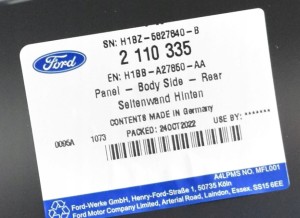 SN: H1BZ-5827840-B
Ford
2 110 335
EN: H1BB-A27850-AA
Panel - Body Side - Rear
Seitenwand Hinten
CONTENTS MADE IN Germany
0095A 1073 PACKED: 24OCT2022 USE BY: ******
A4LPMS NO. MFL001
Ford-Werke GmbH, Henry-Ford-Straße 1, 50735 Köln
Ford Motor Company Limited, Arterial Road, Laindon, Essex SS15 6EE